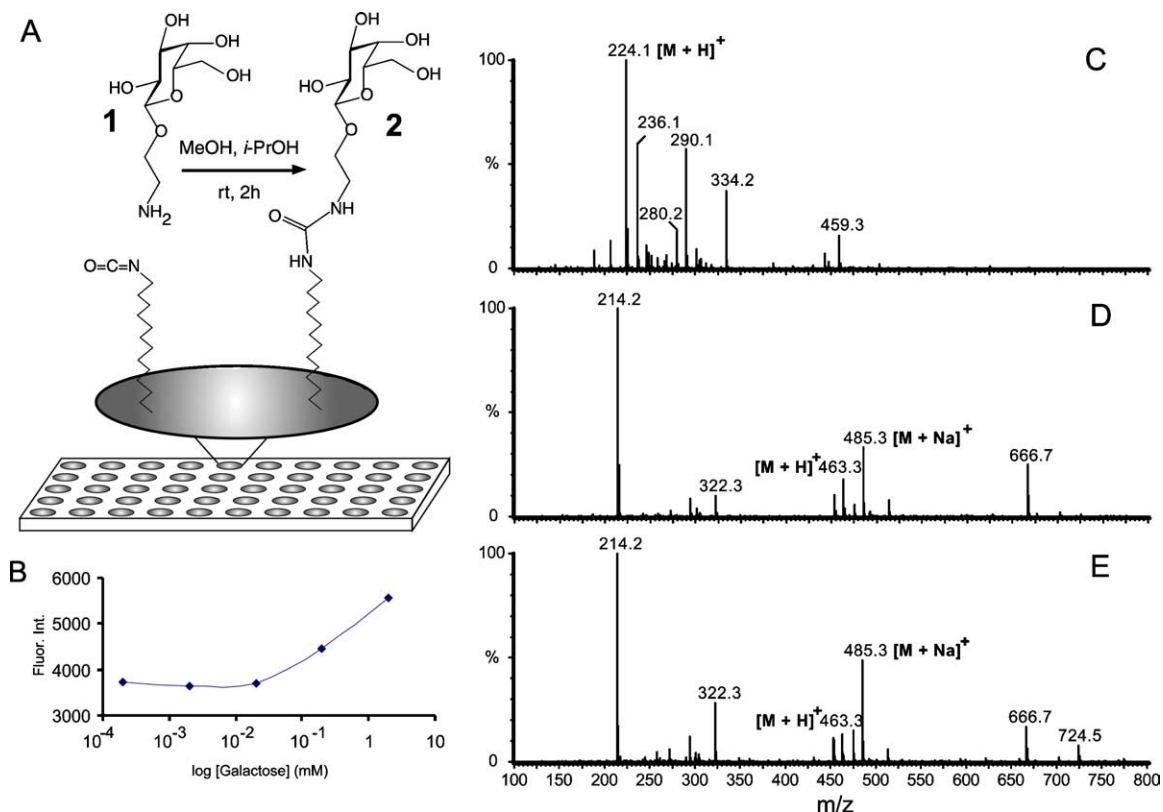 A
OH
OH
OH
HO
OH
O
1
O
NH2
O=C=N
MeOH, i-PrOH
rt, 2h
OH
OH
OH
HO
OH
O
2
O
NH
O
HN
B
Fluor. Int.
6000
5000
4000
3000
10-4
10-3
10-2
10-1
1
10
log [Galactose] (mM)
C
100
%
0
224.1 [M + H]+
236.1
290.1
280.2
334.2
459.3
D
100
%
0
214.2
322.3
[M + H]+
463.3
485.3 [M + Na]+
666.7
E
100
%
0
214.2
322.3
[M + H]+
463.3
485.3 [M + Na]+
666.7
724.5
100 150 200 250 300 350 400 450 500 550 600 650 700 750 800
m/z